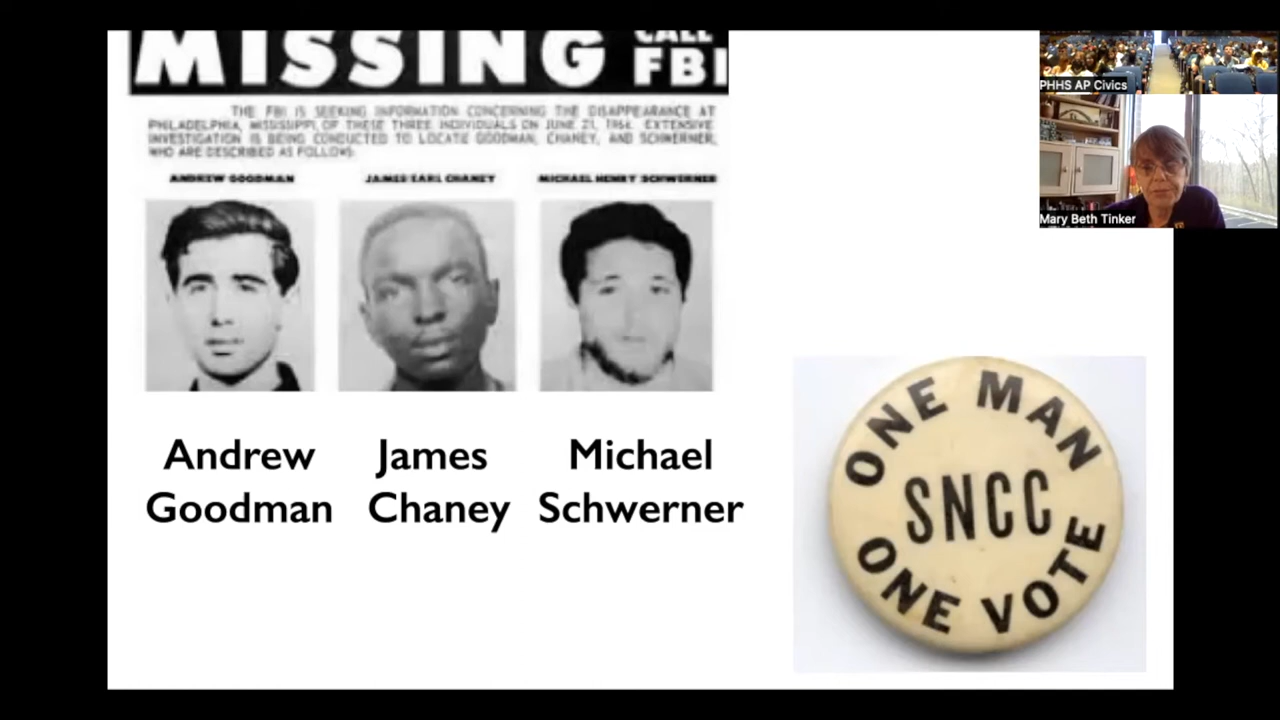 MISSING
CALL
FBI
THE FBI IS SEEKING INFORMATION CONCERNING THE DISAPPEARANCE AT
PHILADELPHIA, MISSISSIPPI, OF THESE THREE INDIVIDUALS ON JUNE 21, 1964. EXTENSIVE
INVESTIGATION IS BEING CONDUCTED TO LOCATE GOODMAN, CHANEY, AND SCHWERNER,
WHO ARE DESCRIBED AS FOLLOWS:
ANDREW GOODMAN
JAMES EARL CHANEY
MICHAEL HENRY SCHWERNER
Andrew
Goodman
James
Chaney
Michael
Schwerner
ONE MAN
SNCC
ONE VOTE
PHHS AP Civics
Mary Beth Tinker